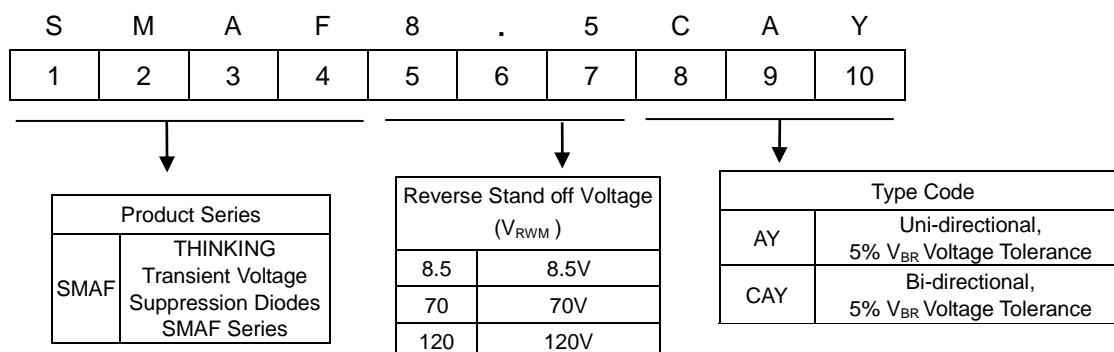 S M A F 8 . 5 C A Y
1 2 3 4 5 6 7 8 9 10
Product Series
SMAF
THINKING
Transient Voltage
Suppression Diodes
SMAF Series
Reverse Stand off Voltage
(VRWM )
8.5 8.5V
70 70V
120 120V
Type Code
AY
Uni-directional,
5% VBR Voltage Tolerance
CAY
Bi-directional,
5% VBR Voltage Tolerance